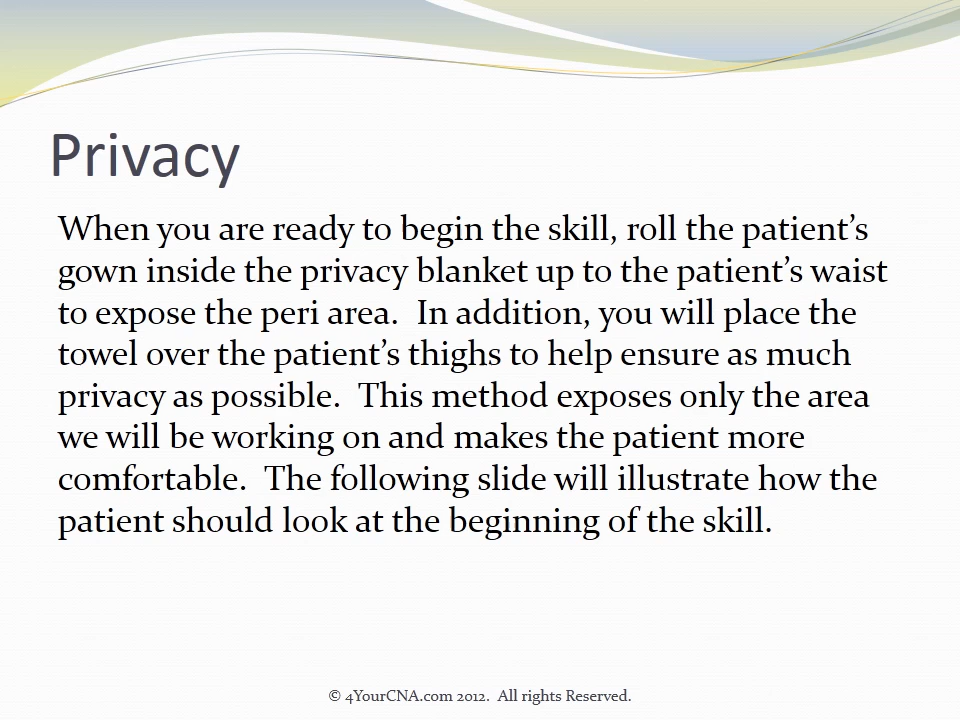 Privacy
When you are ready to begin the skill, roll the patient’s
gown inside the privacy blanket up to the patient’s waist
to expose the peri area.  In addition, you will place the
towel over the patient’s thighs to help ensure as much
privacy as possible.  This method exposes only the area
we will be working on and makes the patient more
comfortable.  The following slide will illustrate how the
patient should look at the beginning of the skill.
© 4YourCNA.com 2012.  All rights Reserved.